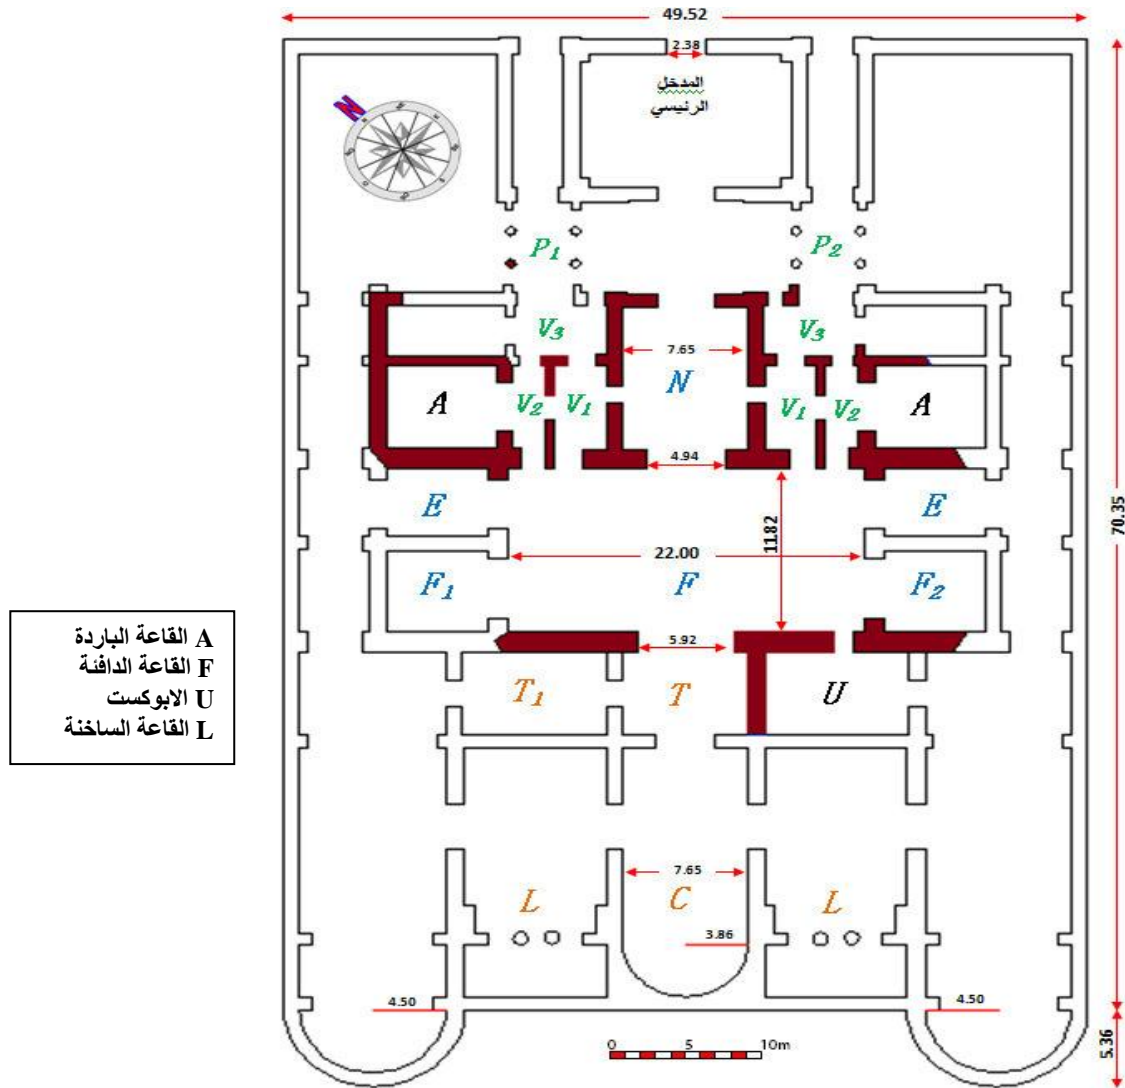 49.52
2.38
المدخل
الرئيسي
N
P1
P2
V3
V3
7.65
N
A
V2
V1
V1
V2
A
4.94
E
E
11.82
70.35
22.00
F1
F
F2
5.92
T1
T
U
A القاعة الباردة
F القاعة الدافئة
U الابوكست
L القاعة الساخنة
7.65
L
C
L
3.86
4.50
4.50
5.36
0 5 10m